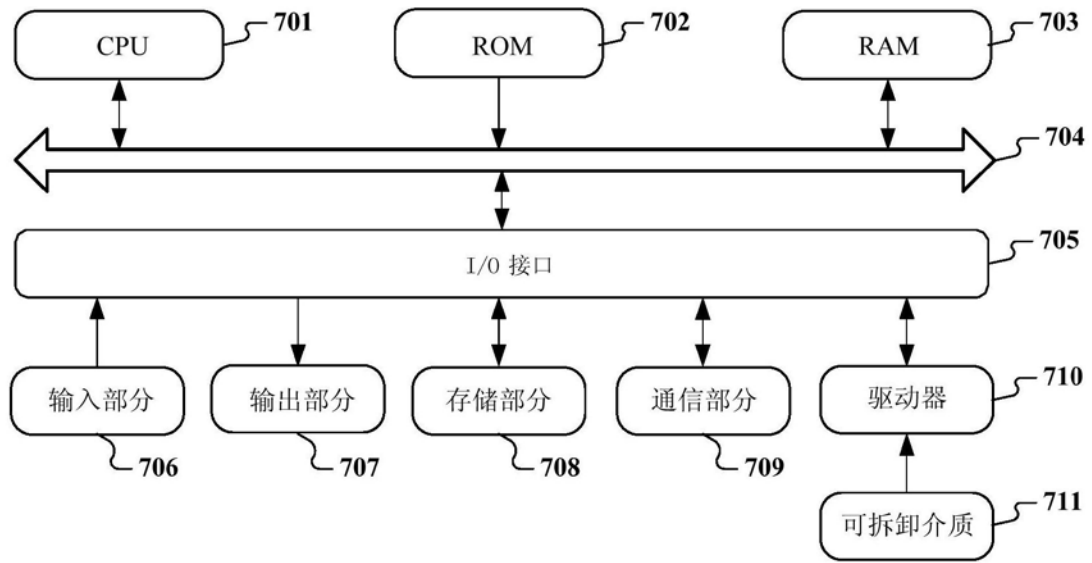 CPU
701
ROM
702
RAM
703
704
I/O 接口
705
输入部分
输出部分
存储部分
通信部分
驱动器
710
706
707
708
709
可拆卸介质
711